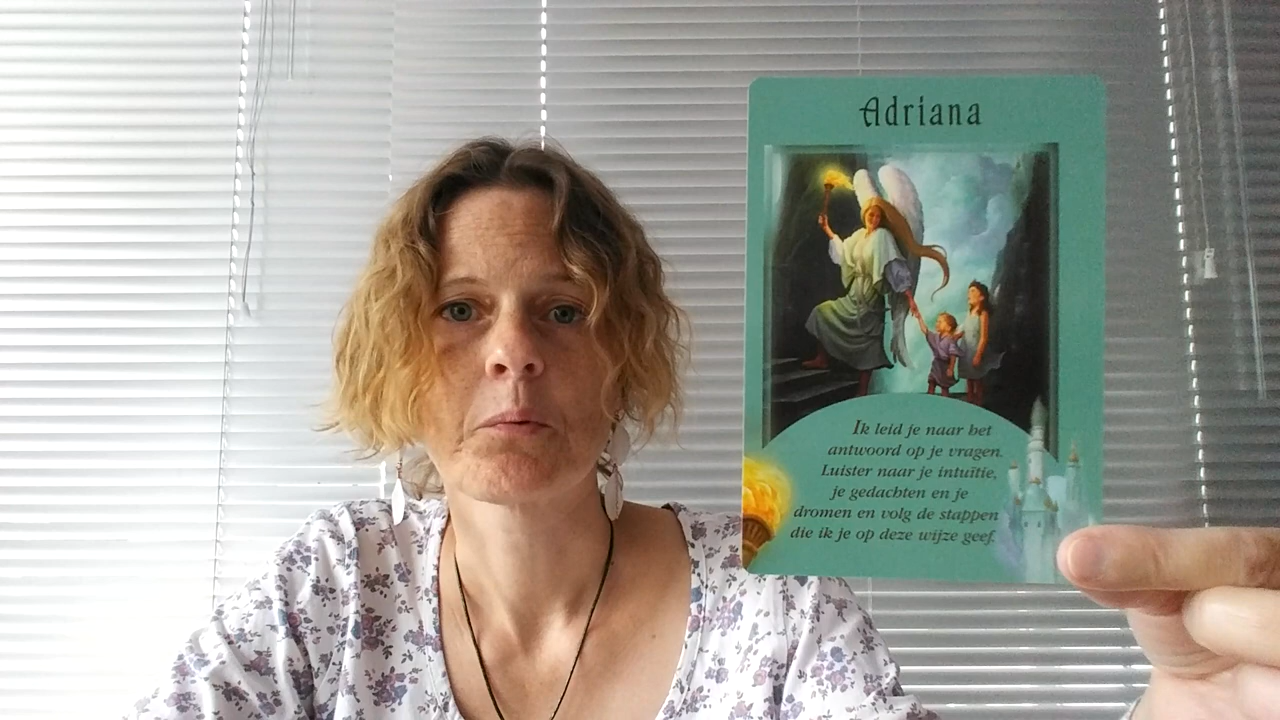 Adriana
Ik leid je naar het
antwoord op je vragen.
Luister naar je intuïtie,
je gedachten en je
dromen en volg de stappen
die ik je op deze wijze geef.